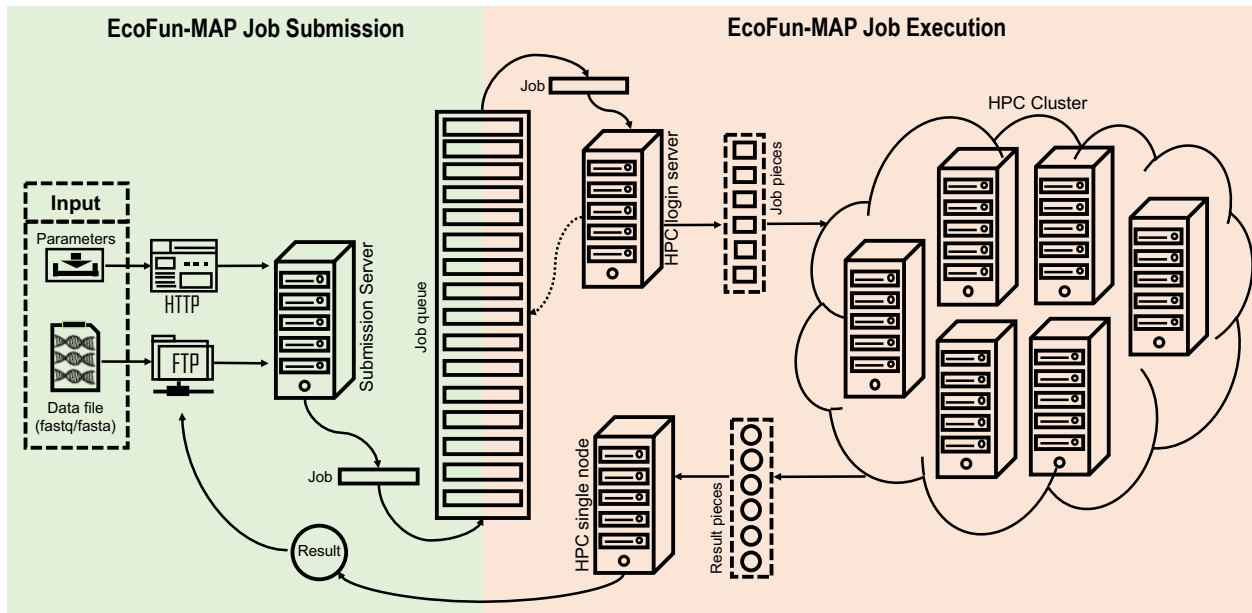 EcoFun-MAP Job Submission
EcoFun-MAP Job Execution
Job
HPC Cluster
HPC login server
Job pieces
Input
Parameters
HTTP
Submission Server
Job queue
FTP
Data file
(fastq/fasta)
Job
HPC single node
Result pieces
Result